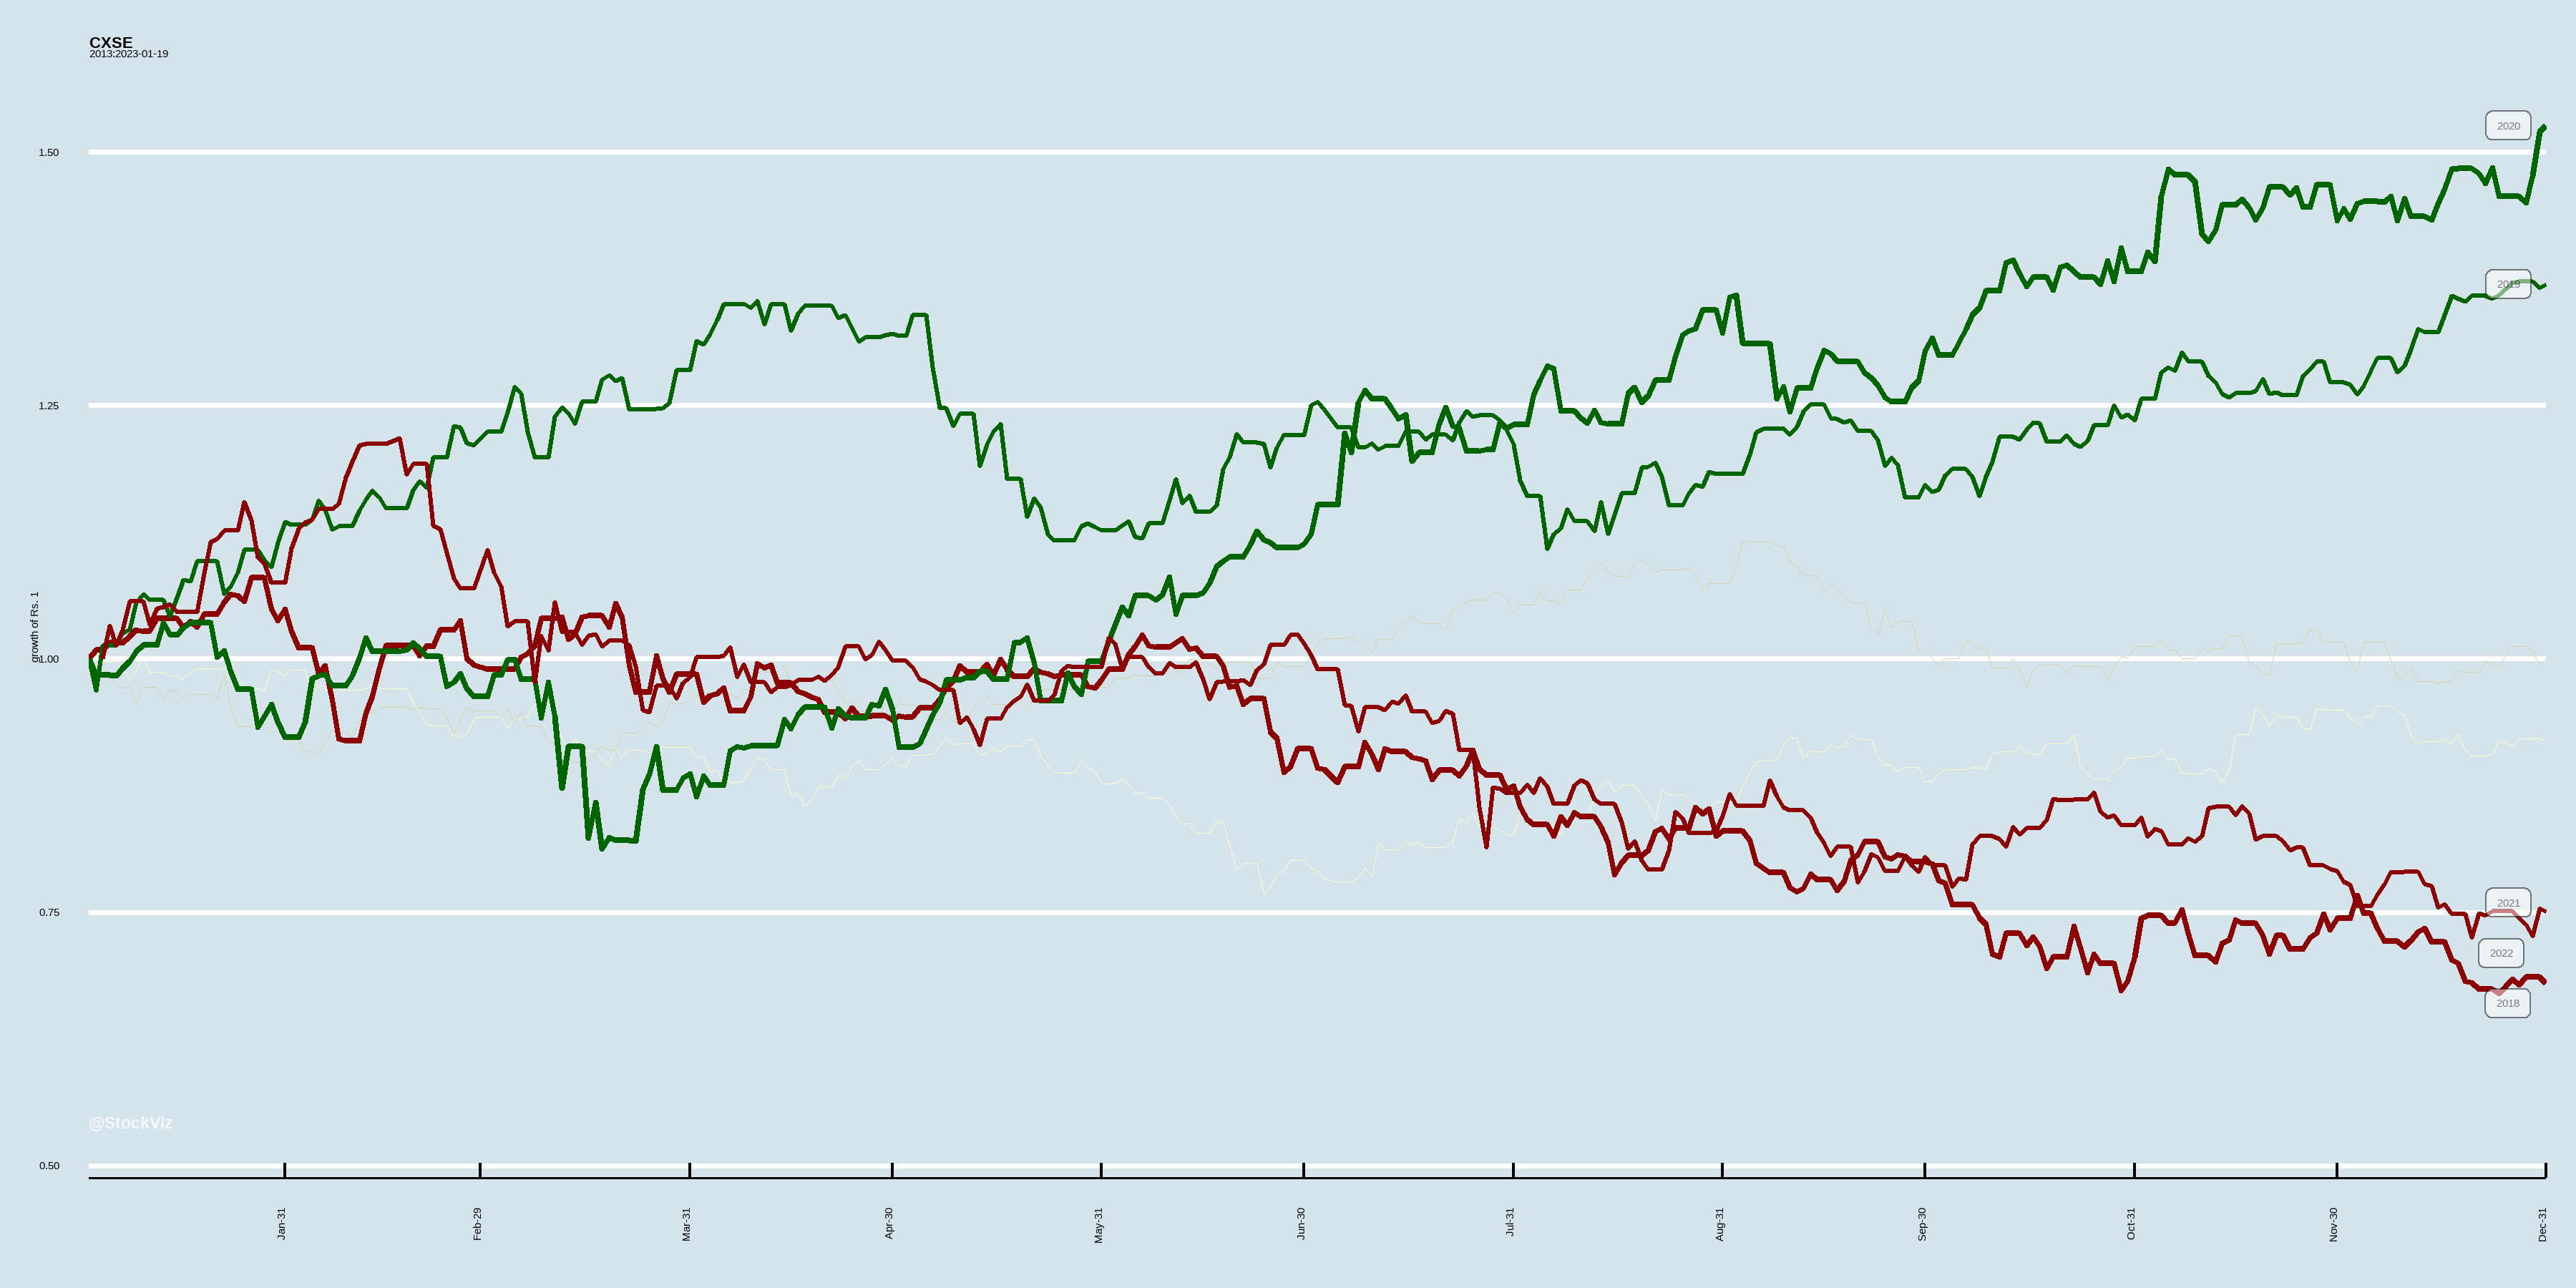 CXSE
2013:2023-01-19
2020
1.50
2019
1.25
growth of Rs. 1
1.00
2021
0.75
2022
2018
@StockViz
0.50
Jan-31
Feb-29
Mar-31
Apr-30
May-31
Jun-30
Jul-31
Aug-31
Sep-30
Oct-31
Nov-30
Dec-31